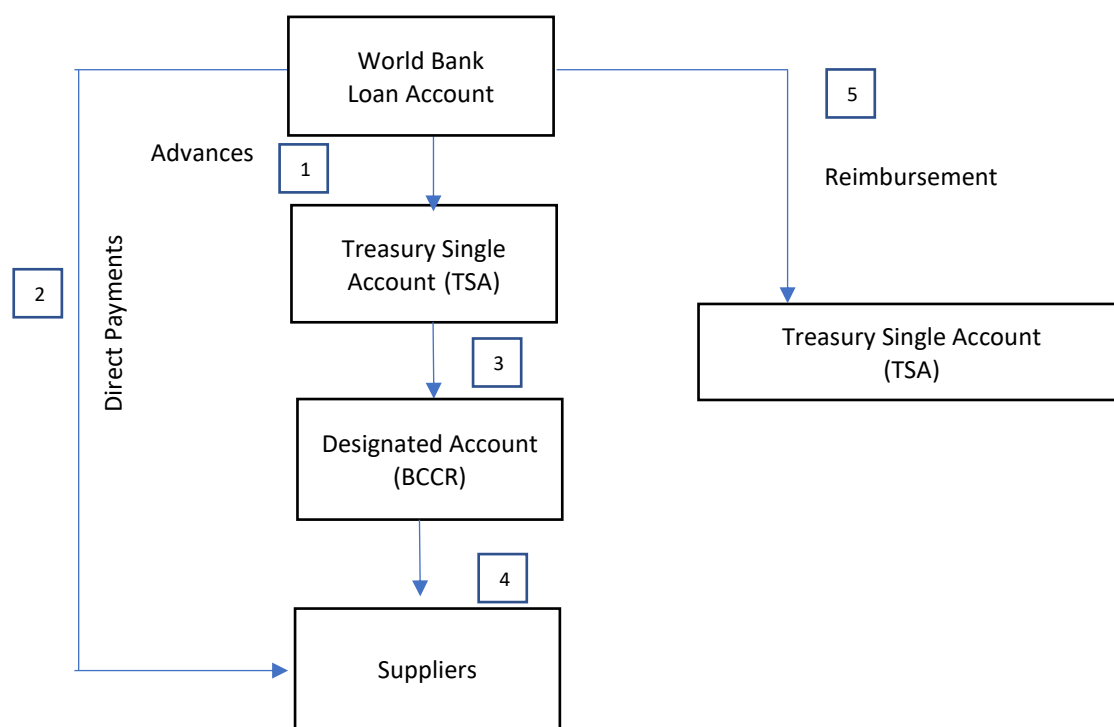 World Bank
Loan Account
5
Advances
1
Reimbursement
Treasury Single
Account (TSA)
2
Direct Payments
Treasury Single Account
(TSA)
3
Designated Account
(BCCR)
4
Suppliers